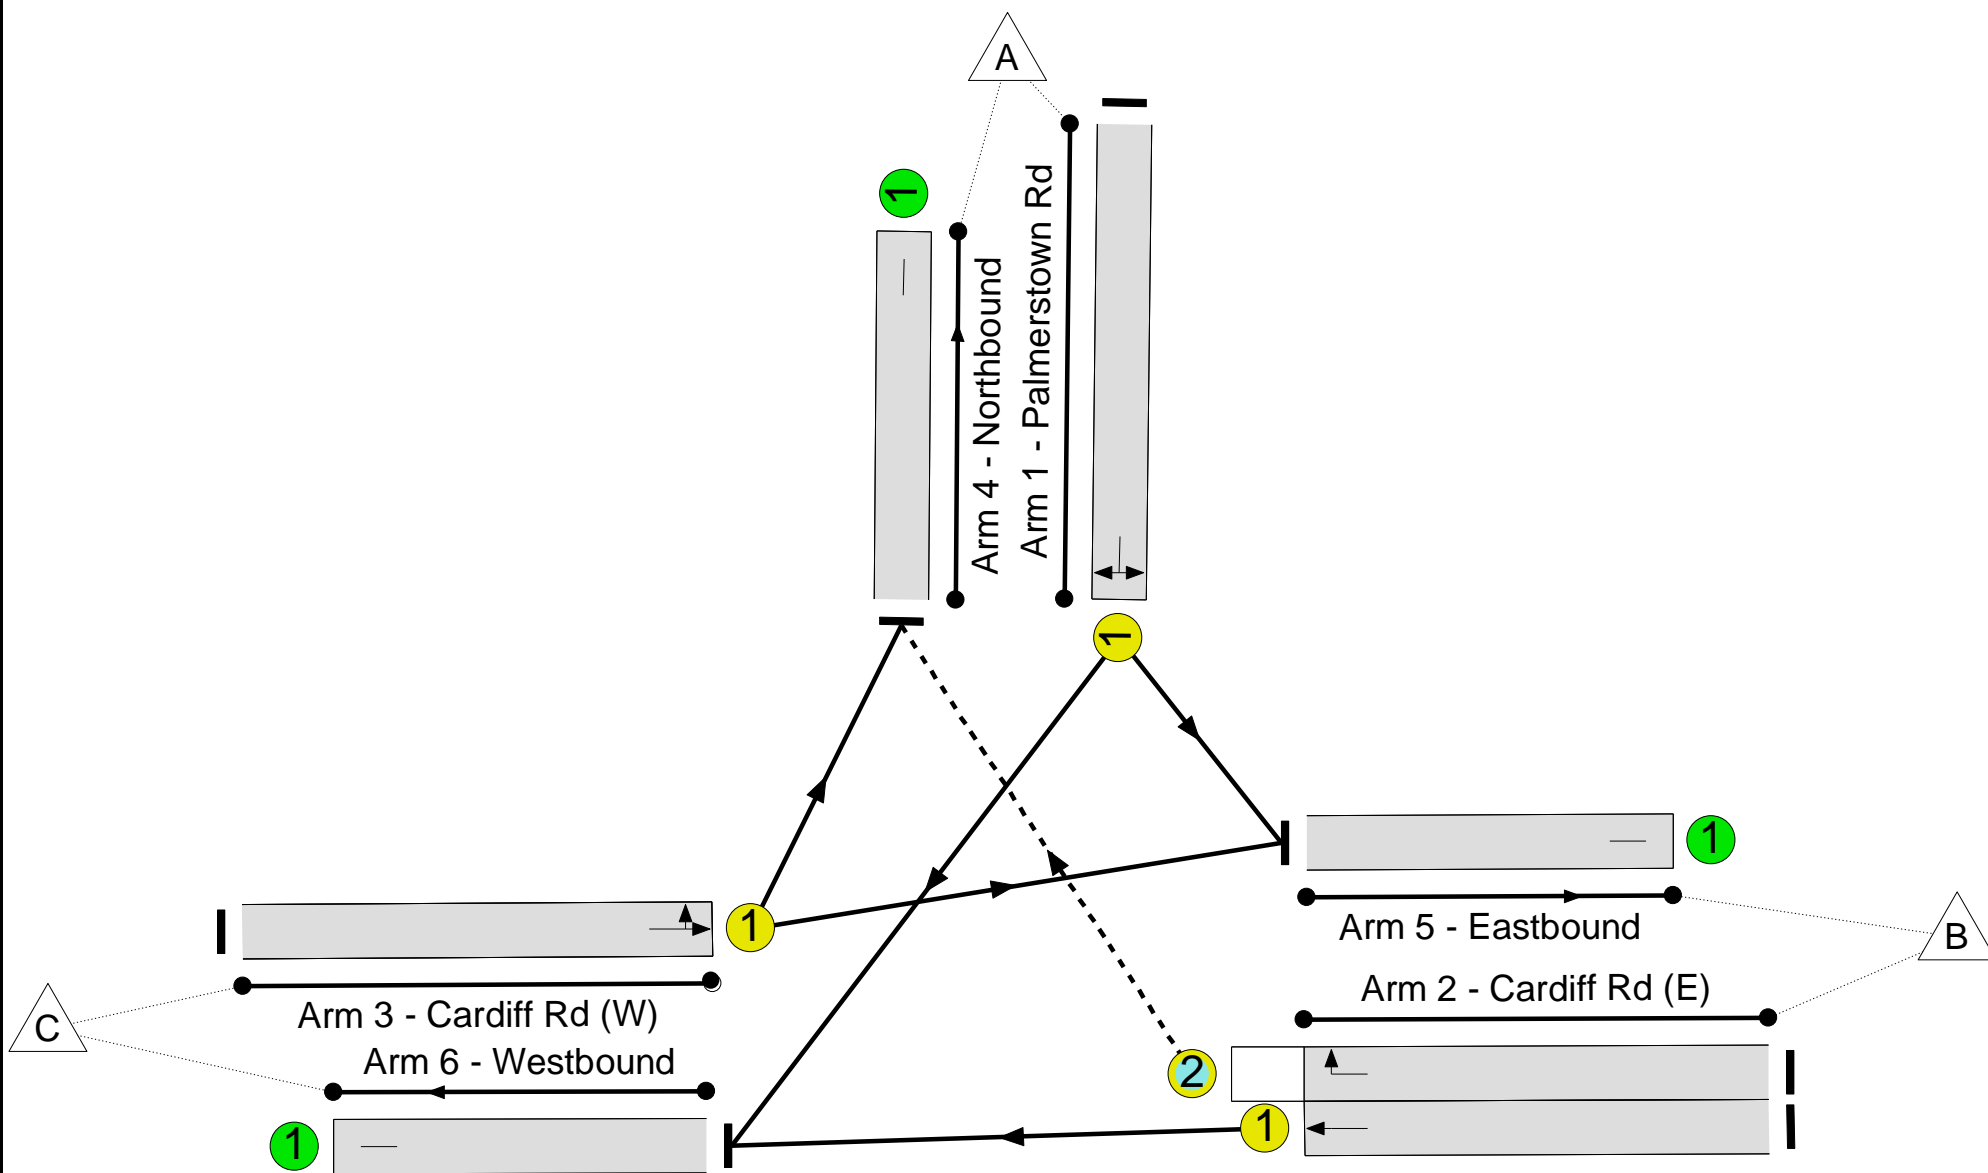 A
1
Arm 4 - Northbound
Arm 1 - Palmerstown Rd
1
1
Arm 5 - Eastbound
B
1
Arm 3 - Cardiff Rd (W)
Arm 2 - Cardiff Rd (E)
C
Arm 6 - Westbound
2
1
1